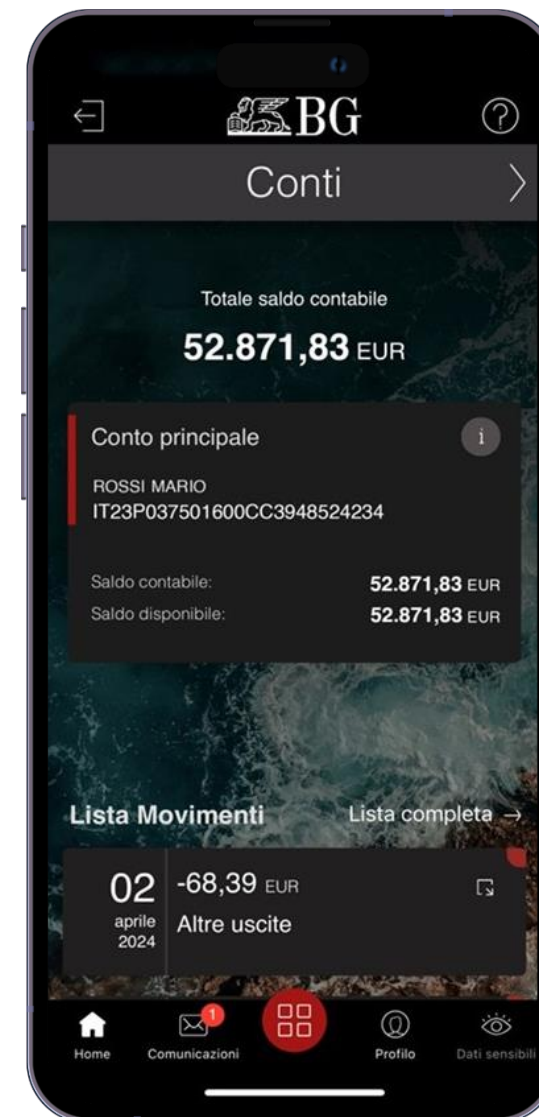 BG
?
Conti
Totale saldo contabile
52.871,83 EUR
Conto principale
i
ROSSI MARIO
IT23P037501600CC3948524234
Saldo contabile: 52.871,83 EUR
Saldo disponibile: 52.871,83 EUR
Lista Movimenti Lista completa →
02 aprile 2024
-68,39 EUR
Altre uscite
1
Home Comunicazioni Profilo Dati sensibili